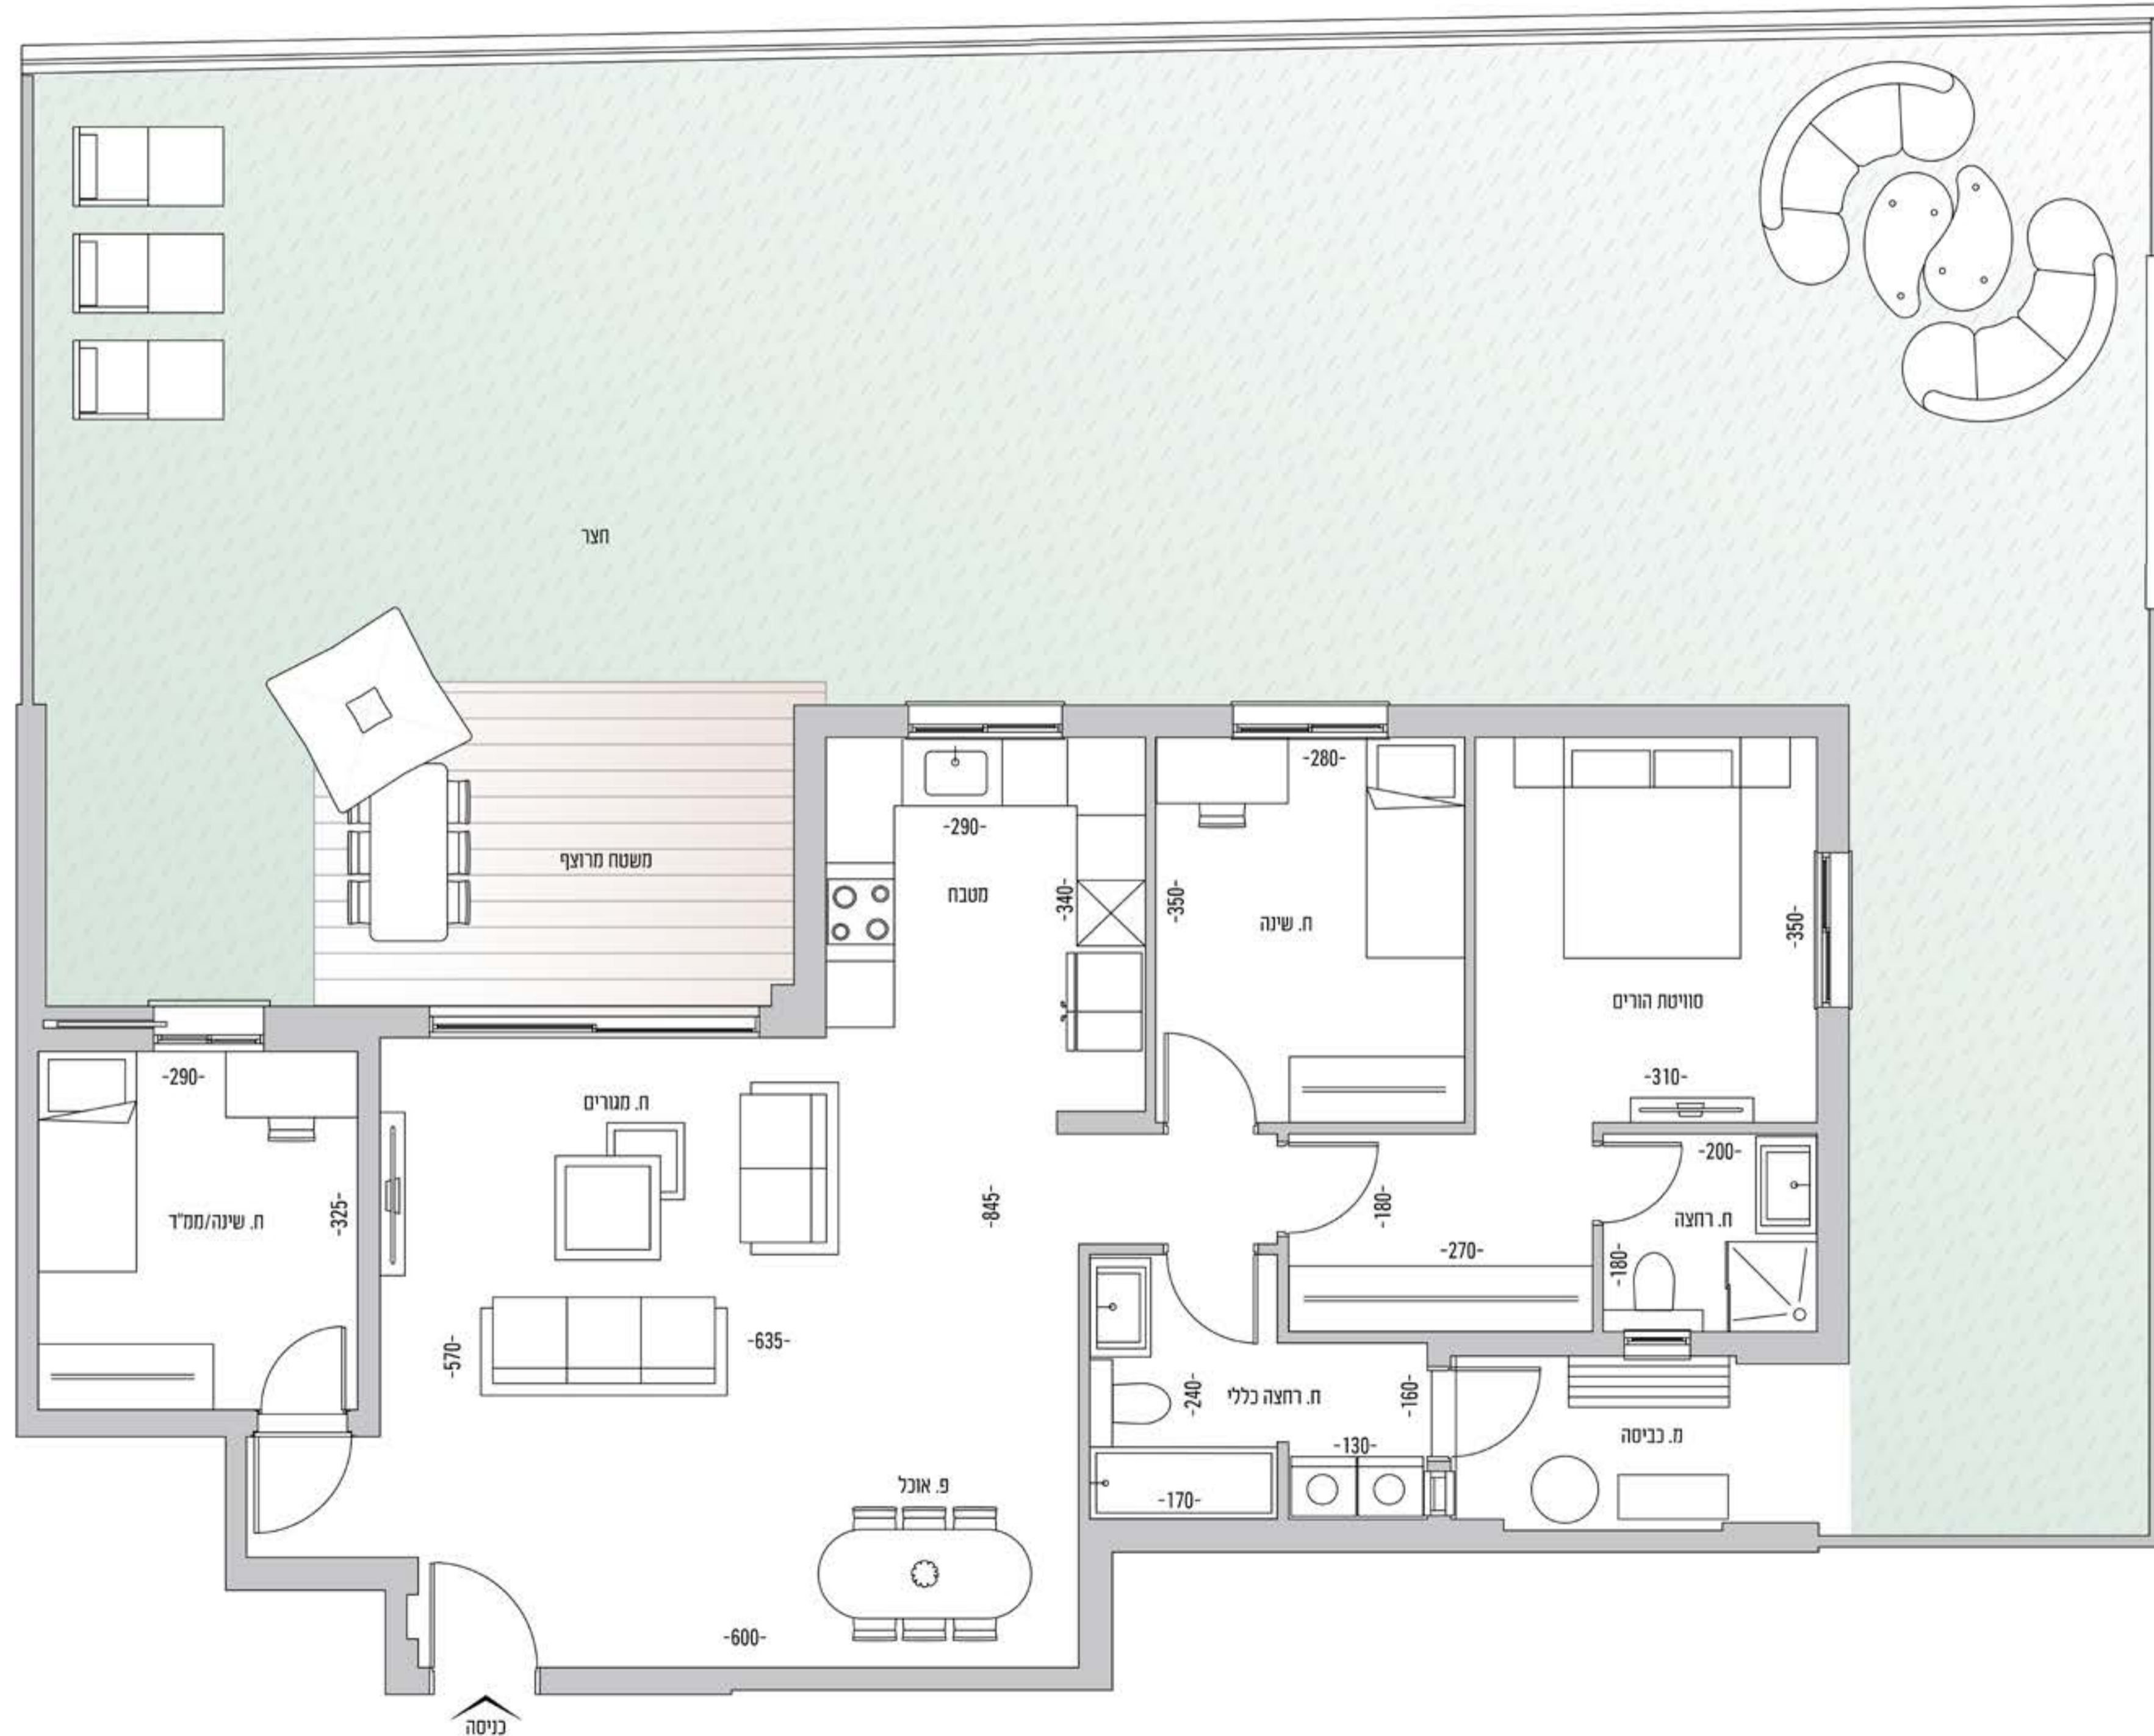 חצר
משטח מרוצף
-290-
מטבח
-340-
-280-
-350-
ח. שינה
-350-
סוויטת הורים
-310-
-290-
-325-
ח. שינה/ממ"ד
ח. מגורים
-845-
-570-
-635-
-180-
-270-
-200-
ח. רחצה
-180-
-240-
ח. רחצה כללי
-160-
-130-
-170-
מ. כביסה
פ. אוכל
-600-
כניסה